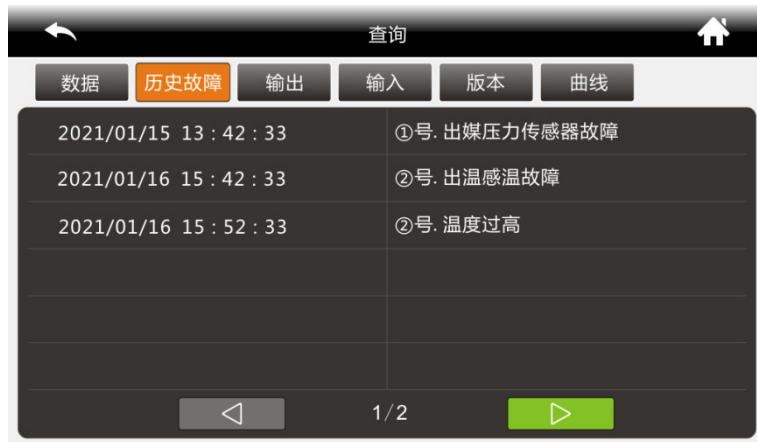 查询
数据 历史故障 输出 输入 版本 曲线
2021/01/15 13:42:33 ①号.出媒压力传感器故障
2021/01/16 15:42:33 ②号.出温感温故障
2021/01/16 15:52:33 ②号.温度过高
1/2